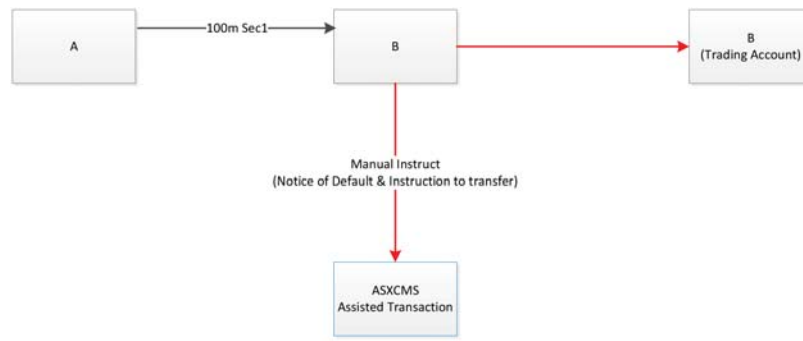 A
100m Sec1
B
B
(Trading Account)
Manual Instruct
(Notice of Default & Instruction to transfer)
ASXCMS
Assisted Transaction